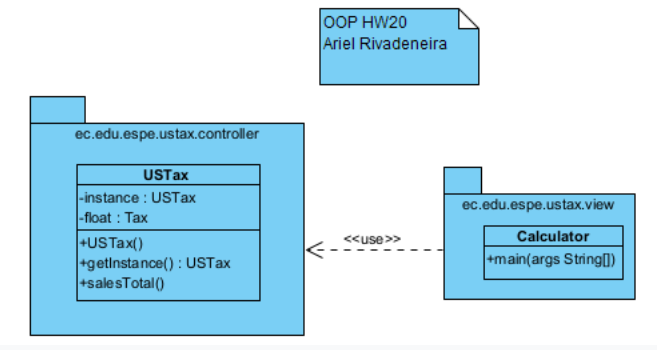 OOP HW20
Ariel Rivadeneira
ec.edu.espe.ustax.controller
USTax
-instance : USTax
-float : Tax
+USTax()
+getInstance() : USTax
+salesTotal()
<<use>>
ec.edu.espe.ustax.view
Calculator
+main(args String[])